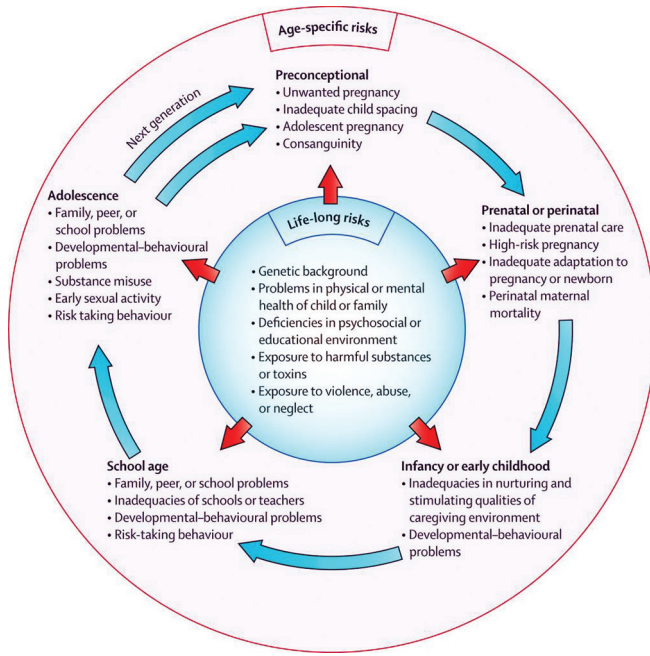 Age-specific risks
Next generation
Preconceptional
• Unwanted pregnancy
• Inadequate child spacing
• Adolescent pregnancy
• Consanguinity
Adolescence
• Family, peer, or
school problems
• Developmental–behavioural
problems
• Substance misuse
• Early sexual activity
• Risk taking behaviour
Life-long risks
• Genetic background
• Problems in physical or mental
health of child or family
• Deficiencies in psychosocial or
educational environment
• Exposure to harmful substances
or toxins
• Exposure to violence, abuse,
or neglect
Prenatal or perinatal
• Inadequate prenatal care
• High-risk pregnancy
• Inadequate adaptation to
pregnancy or newborn
• Perinatal maternal
mortality
School age
• Family, peer, or school problems
• Inadequacies of schools or teachers
• Developmental–behavioural problems
• Risk-taking behaviour
Infancy or early childhood
• Inadequacies in nurturing and
stimulating qualities of
caregiving environment
• Developmental–behavioural
problems